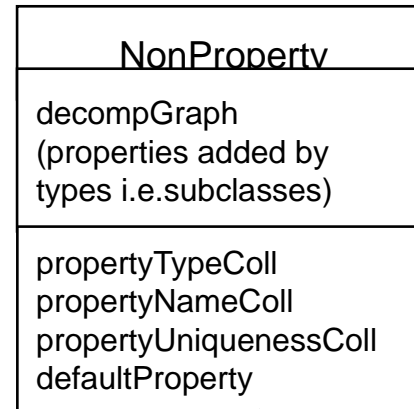 NonProperty
decompGraph
(properties added by
types i.e.subclasses)
propertyTypeColl
propertyNameColl
propertyUniquenessColl
defaultProperty